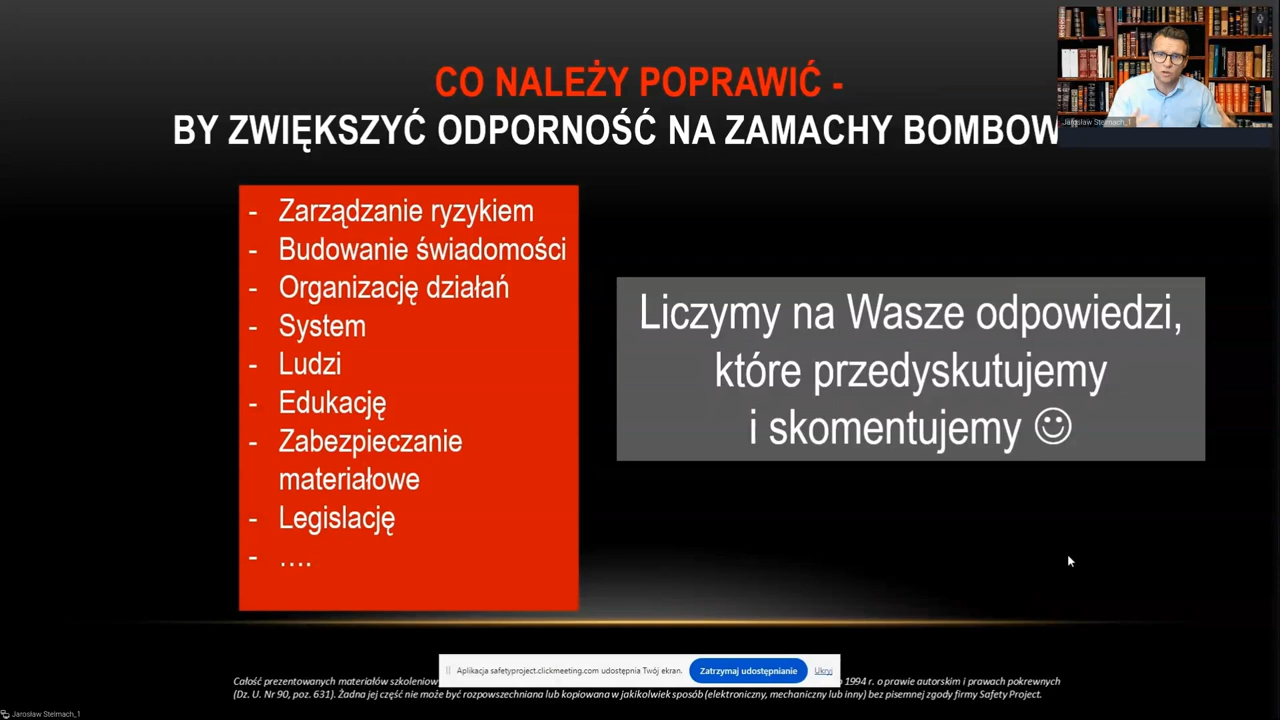 CO NALEŻY POPRAWIĆ -
BY ZWIĘKSZYĆ ODPORNOŚĆ NA ZAMACHY BOMBOW
Jarosław Stelmach_1
- Zarządzanie ryzykiem
- Budowanie świadomości
- Organizację działań
- System
- Ludzi
- Edukację
- Zabezpieczanie
materiałowe
- Legislację
- ....
Liczymy na Wasze odpowiedzi,
które przedyskutujemy
i skomentujemy ☺
Aplikacja safetyproject.clickmeeting.com udostępnia Twój ekran. Zatrzymaj udostępnianie Ukryj
Całość prezentowanych materiałów szkoleniow o 1994 r. o prawie autorskim i prawach pokrewnych
(Dz. U. Nr 90, poz. 631). Żadna jej część nie może być rozpowszechniana lub kopiowana w jakikolwiek sposób (elektroniczny, mechaniczny lub inny) bez pisemnej zgody firmy Safety Project.
Jarosław Stelmach_1